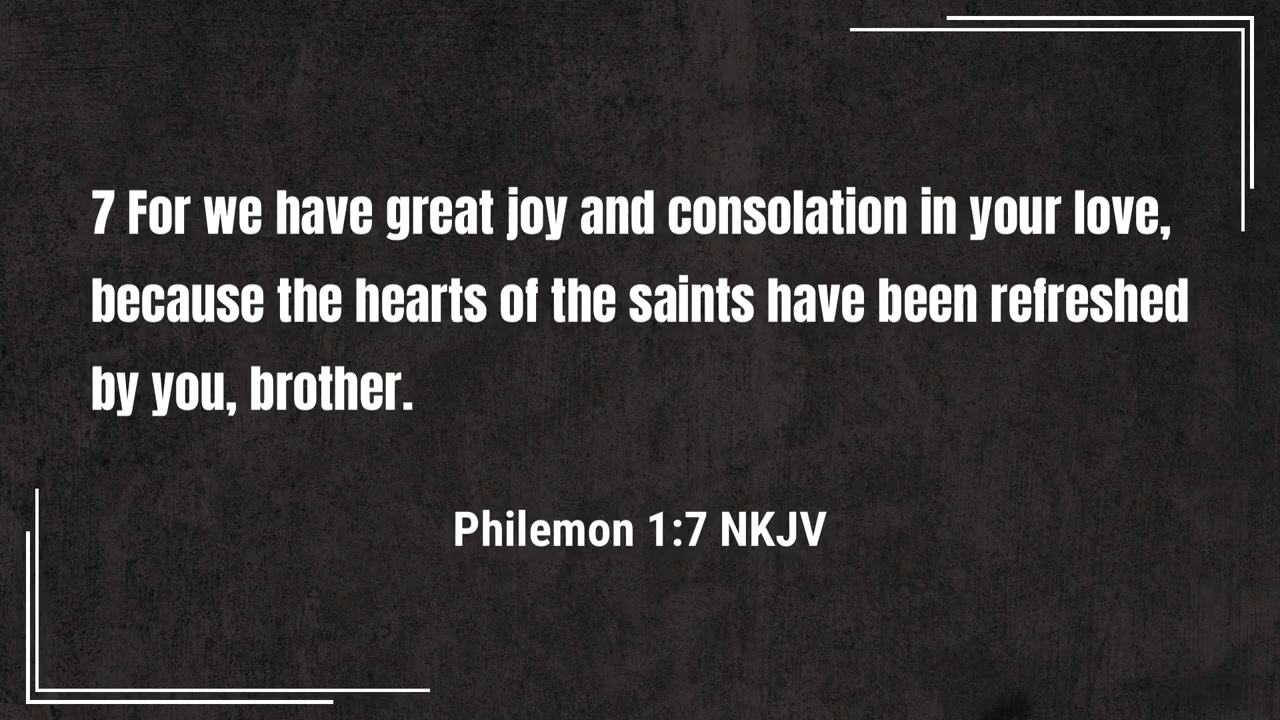 7 For we have great joy and consolation in your love,
because the hearts of the saints have been refreshed
by you, brother.
Philemon 1:7 NKJV